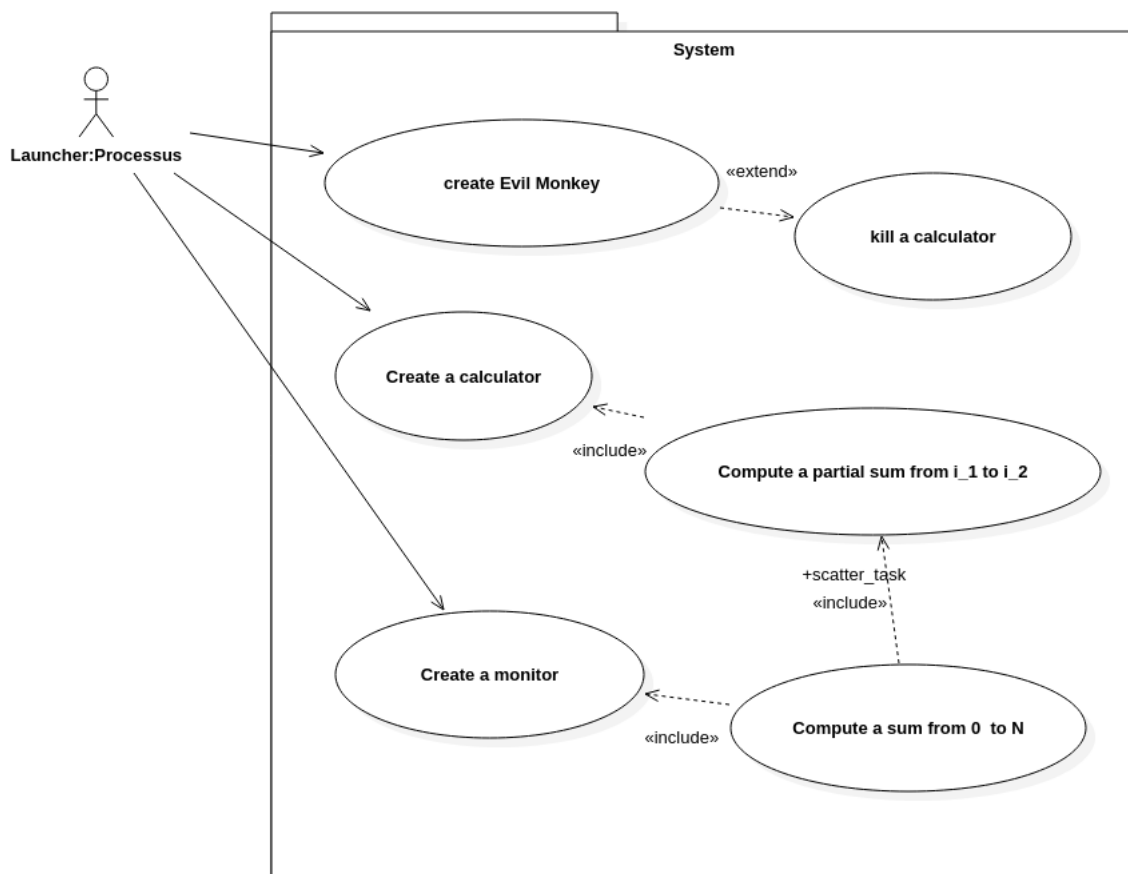 System
Launcher:Processus
create Evil Monkey
«extend»
kill a calculator
Create a calculator
«include»
Compute a partial sum from i_1 to i_2
+scatter_task
«include»
Create a monitor
«include»
Compute a sum from 0  to N